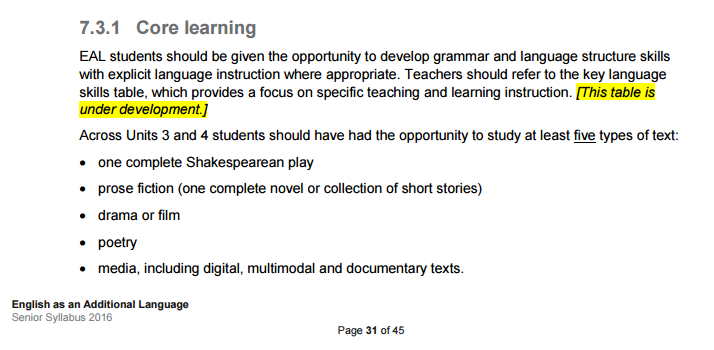 7.3.1 Core learning
EAL students should be given the opportunity to develop grammar and language structure skills
with explicit language instruction where appropriate. Teachers should refer to the key language
skills table, which provides a focus on specific teaching and learning instruction. [This table is
under development.]
Across Units 3 and 4 students should have had the opportunity to study at least five types of text:
• one complete Shakespearean play
• prose fiction (one complete novel or collection of short stories)
• drama or film
• poetry
• media, including digital, multimodal and documentary texts.
English as an Additional Language
Senior Syllabus 2016
Page 31 of 45